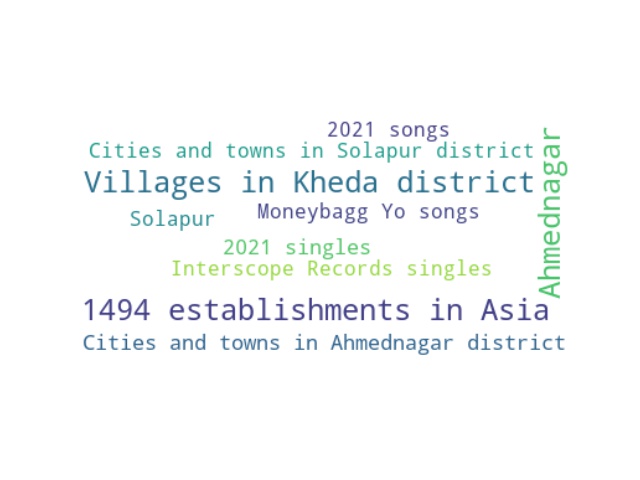 2021 songs
Cities and towns in Solapur district
Villages in Kheda district
Solapur
Moneybagg Yo songs
2021 singles
Interscope Records singles
Ahmednagar
1494 establishments in Asia
Cities and towns in Ahmednagar district